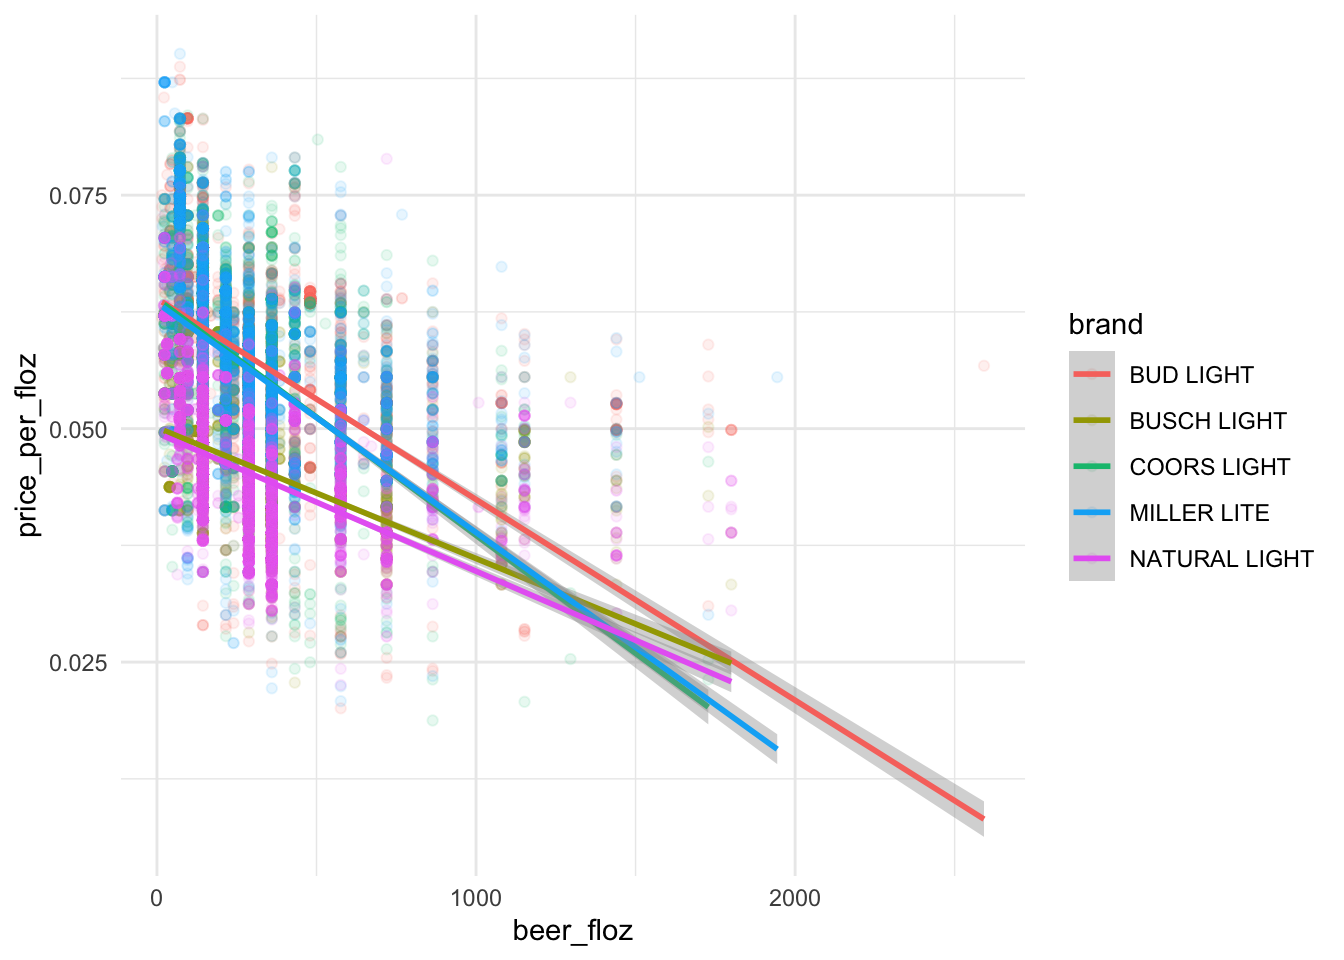 0.075
0.050
0.025
price_per_floz
0
1000
2000
beer_floz
brand
BUD LIGHT
BUSCH LIGHT
COORS LIGHT
MILLER LITE
NATURAL LIGHT